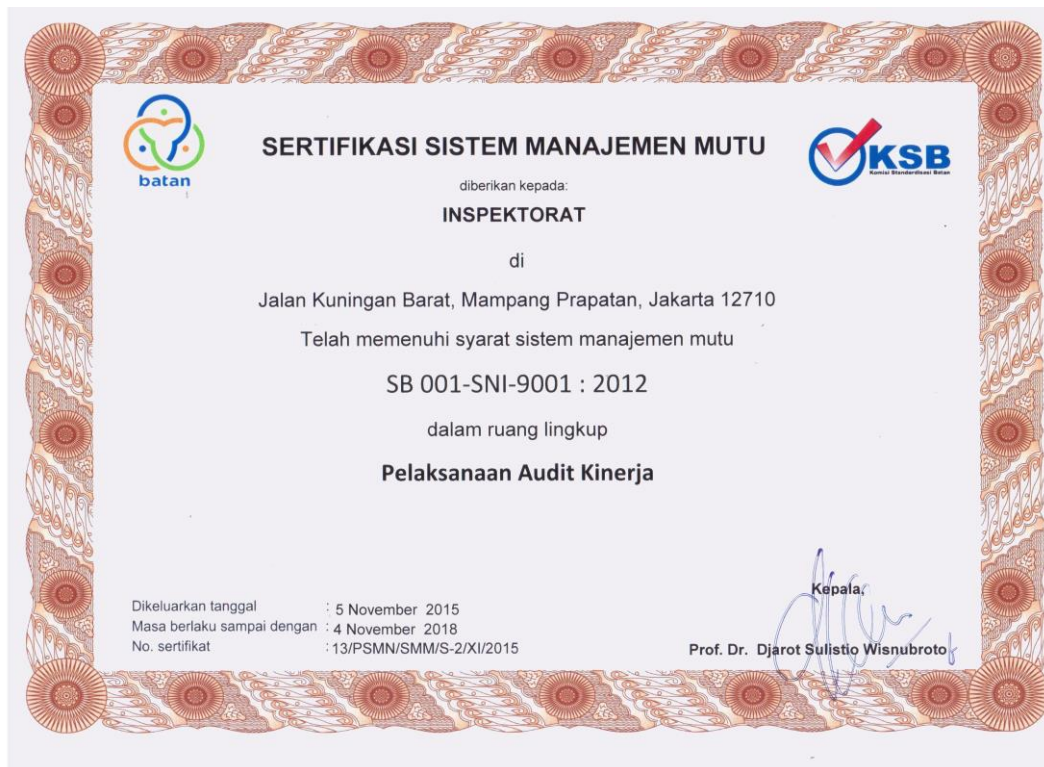 batan
SERTIFIKASI SISTEM MANAJEMEN MUTU
KSB
Komisi Standardisasi Batan
diberikan kepada:
INSPEKTORAT
di
Jalan Kuningan Barat, Mampang Prapatan, Jakarta 12710
Telah memenuhi syarat sistem manajemen mutu
SB 001-SNI-9001 : 2012
dalam ruang lingkup
Pelaksanaan Audit Kinerja
Dikeluarkan tanggal : 5 November 2015
Masa berlaku sampai dengan : 4 November 2018
No. sertifikat : 13/PSMN/SMM/S-2/XI/2015
Kepala,
Prof. Dr. Djarot Sulistio Wisnubroto